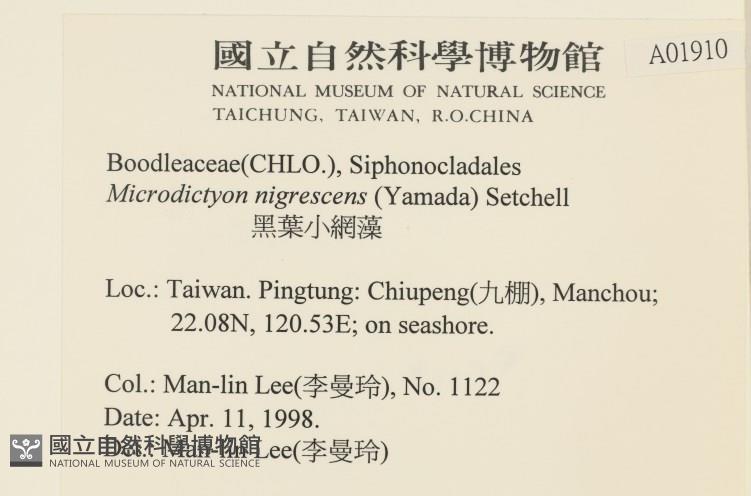 國立自然科學博物館
A01910
NATIONAL MUSEUM OF NATURAL SCIENCE
TAICHUNG, TAIWAN, R.O.CHINA
Boodleaceae(CHLO.), Siphonocladales
Microdictyon nigrescens (Yamada) Setchell
黑葉小網藻
Loc.: Taiwan. Pingtung: Chiupeng(九棚), Manchou;
22.08N, 120.53E; on seashore.
Col.: Man-lin Lee(李曼玲), No. 1122
Date: Apr. 11, 1998.
Det.: Man-lin Lee(李曼玲)
國立自然科學博物館
NATIONAL MUSEUM OF NATURAL SCIENCE